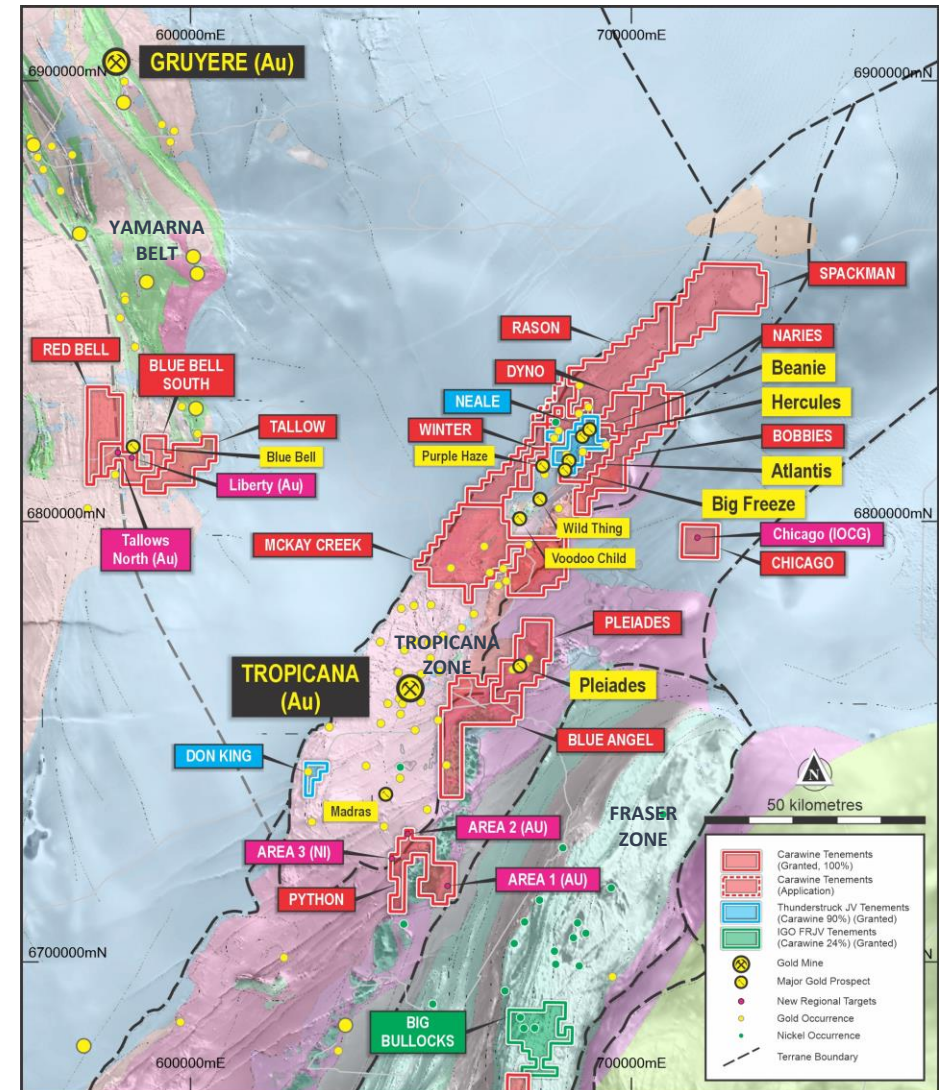 600000mE
700000mE
GRUYERE (Au)
6900000mN
6900000mN
YAMARNA
BELT
SPACKMAN
RASON
NARIES
RED BELL
BLUE BELL
SOUTH
DYNO
Beanie
NEALE
Hercules
TALLOW
WINTER
BOBBIES
Blue Bell
Purple Haze
Atlantis
Liberty (Au)
Big Freeze
6800000mN
6800000mN
Wild Thing
Chicago (IOCG)
Tallows
North (Au)
MCKAY CREEK
Voodoo Child
CHICAGO
PLEIADES
TROPICANA
ZONE
TROPICANA
(Au)
Pleiades
BLUE ANGEL
DON KING
N
50 kilometres
Madras
FRASER
ZONE
AREA 2 (AU)
AREA 3 (NI)
AREA 1 (AU)
PYTHON
Carawine Tenements
(Granted, 100%)
Carawine Tenements
(Application)
Thunderstruck JV Tenements
(Carawine 90%) (Granted)
IGO FRJV Tenements
(Carawine 24%) (Granted)
Gold Mine
Major Gold Prospect
New Regional Targets
Gold Occurrence
Nickel Occurrence
Terrane Boundary
6700000mN
BIG
BULLOCKS
600000mE
700000mE